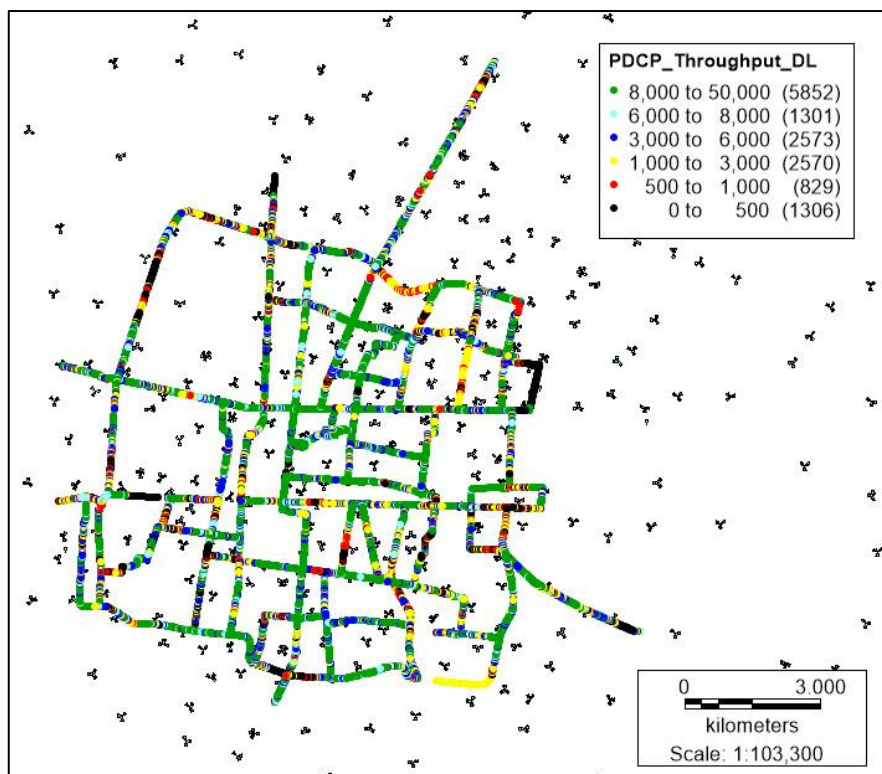 PDCP_Throughput_DL
8,000 to 50,000 (5852)
6,000 to 8,000 (1301)
3,000 to 6,000 (2573)
1,000 to 3,000 (2570)
500 to 1,000 (829)
0 to 500 (1306)
0 3.000
kilometers
Scale: 1:103,300